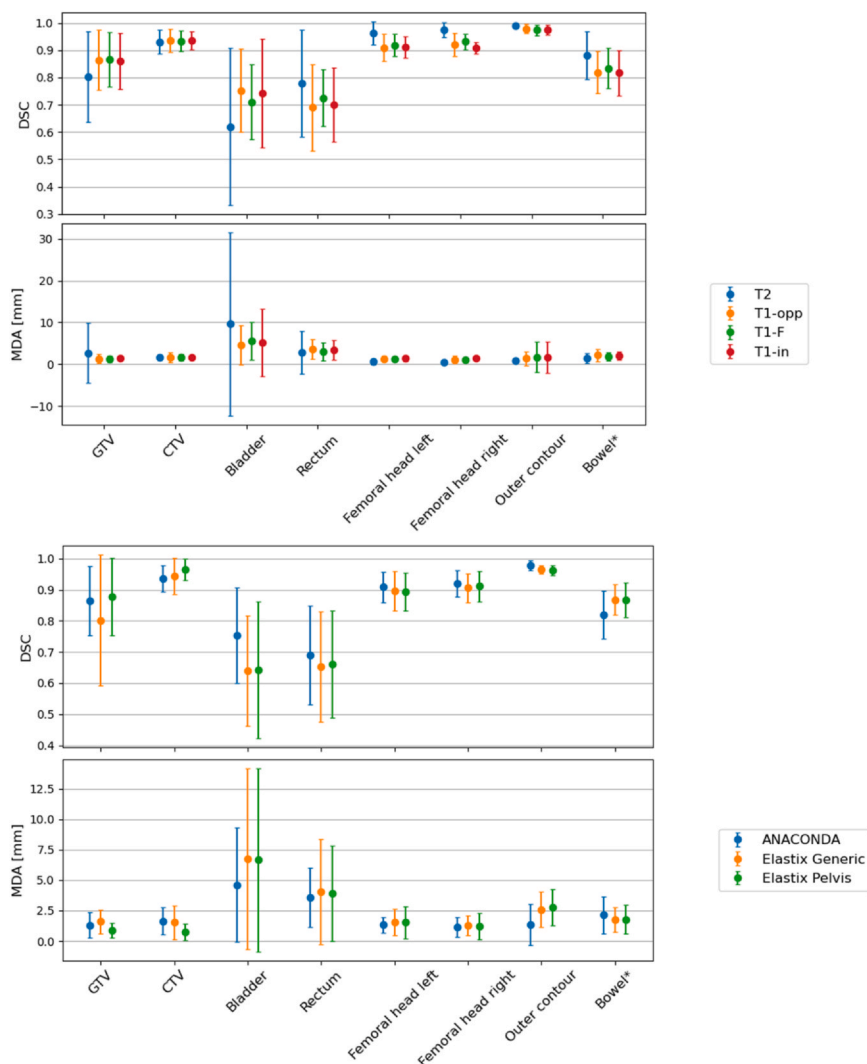 1.0
0.9
0.8
0.7
0.6
0.5
0.4
0.3
DSC
30
20
10
0
−10
MDA [mm]
T2
T1-opp
T1-F
T1-in
GTV
CTV
Bladder
Rectum
Femoral head left
Femoral head right
Outer contour
Bowel*
1.0
0.9
0.8
0.7
0.6
0.5
0.4
DSC
12.5
10.0
7.5
5.0
2.5
0.0
MDA [mm]
ANACONDA
Elastix Generic
Elastix Pelvis
GTV
CTV
Bladder
Rectum
Femoral head left
Femoral head right
Outer contour
Bowel*